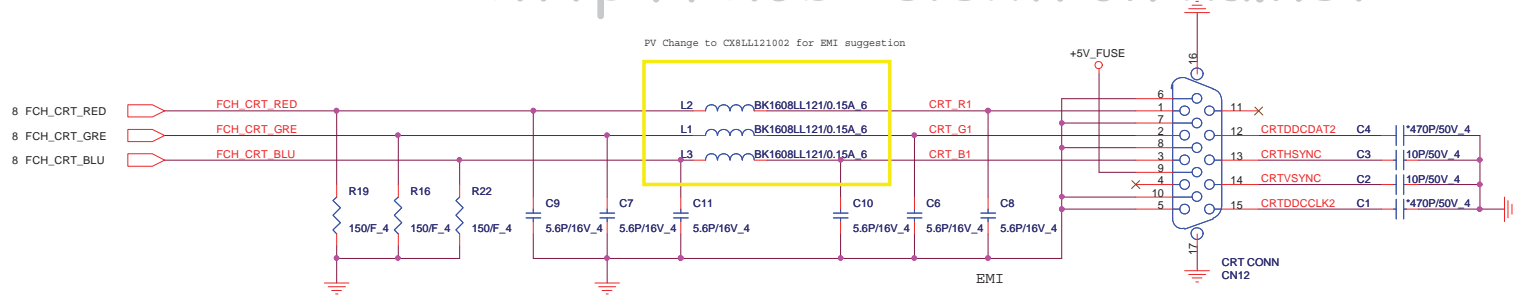 PV Change to CX8LL121002 for EMI suggestion
+5V_FUSE
16
8 FCH_CRT_RED FCH_CRT_RED L2 BK1608LL121/0.15A_6 CRT_R1 6 1 11
7
8 FCH_CRT_GRE FCH_CRT_GRE L1 BK1608LL121/0.15A_6 CRT_G1 2 12 CRTDDCDAT2 C4 *470P/50V_4
8
8 FCH_CRT_BLU FCH_CRT_BLU L3 BK1608LL121/0.15A_6 CRT_B1 3 13 CRTHSYNC C3 10P/50V_4
9
4 14 CRTVSYNC C2 10P/50V_4
10
5 15 CRTDDCCLK2 C1 *470P/50V_4
R19 R16 R22 C9 C7 C11 C10 C6 C8
150/F_4 150/F_4 150/F_4 5.6P/16V_4 5.6P/16V_4 5.6P/16V_4 5.6P/16V_4 5.6P/16V_4 5.6P/16V_4
17
EMI
CRT CONN
CN12